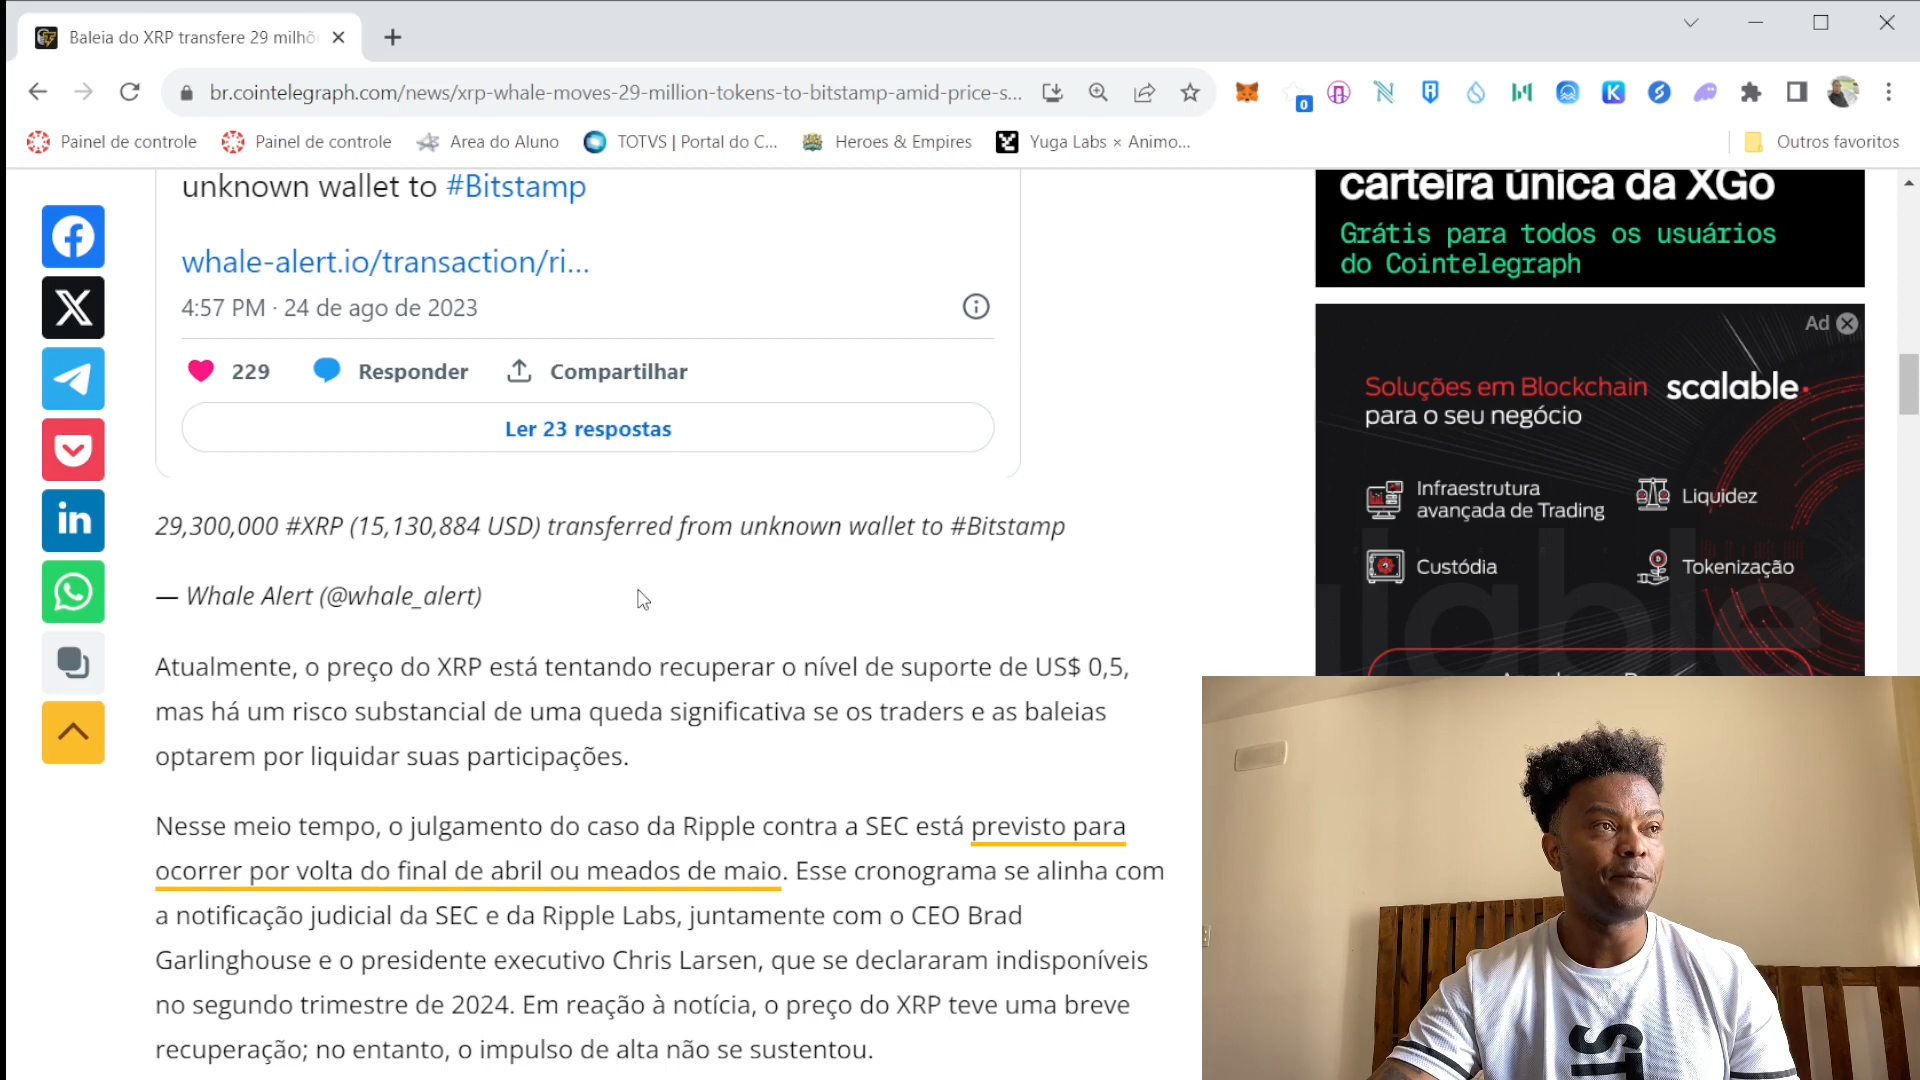 Baleia do XRP transfere 29 milhõ
br.cointelegraph.com/news/xrp-whale-moves-29-million-tokens-to-bitstamp-amid-price-s...
0
K
Painel de controle
Painel de controle
Area do Aluno
TOTVS | Portal do C...
Heroes & Empires
Yuga Labs × Animo...
Outros favoritos
unknown wallet to #Bitstamp
whale-alert.io/transaction/ri...
4:57 PM · 24 de ago de 2023
229
Responder
Compartilhar
Ler 23 respostas
29,300,000 #XRP (15,130,884 USD) transferred from unknown wallet to #Bitstamp
— Whale Alert (@whale_alert)
Atualmente, o preço do XRP está tentando recuperar o nível de suporte de US$ 0,5,
mas há um risco substancial de uma queda significativa se os traders e as baleias
optarem por liquidar suas participações.
Nesse meio tempo, o julgamento do caso da Ripple contra a SEC está previsto para
ocorrer por volta do final de abril ou meados de maio. Esse cronograma se alinha com
a notificação judicial da SEC e da Ripple Labs, juntamente com o CEO Brad
Garlinghouse e o presidente executivo Chris Larsen, que se declararam indisponíveis
no segundo trimestre de 2024. Em reação à notícia, o preço do XRP teve uma breve
recuperação; no entanto, o impulso de alta não se sustentou.
carteira única da XGo
Grátis para todos os usuários
do Cointelegraph
Ad
Soluções em Blockchain
para o seu negócio
scalable.
Infraestrutura
avançada de Trading
Liquidez
Custódia
Tokenização
ST